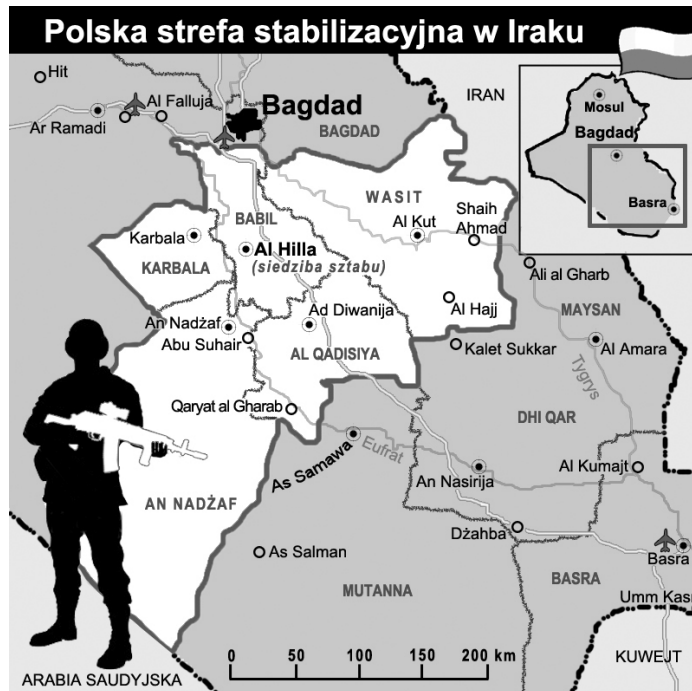 Polska strefa stabilizacyjna w Iraku
Hit
Al Falluja
Ar Ramadi
Bagdad
BAGDAD
IRAN
Mosul
Bagdad
Basra
WASIT
Shaih
Ahmad
Al Kut
BABIL
Karbala
KARBALA
Al Hilla
(siedziba sztabu)
Ali al Gharb
MAYSAN
Al Hajj
An Nadżaf
Ad Diwanija
Abu Suhair
AL QADISIYA
Kalet Sukkar
Al Amara
Tygrys
Qaryat al Gharab
DHI QAR
Eufrat
As Samawa
An Nasirija
Al Kumajt
AN NADŻAF
Dżahba
As Salman
Basra
MUTANNA
BASRA
Umm Kasr
KUWEJT
0 50 100 150 200 km
ARABIA SAUDYJSKA